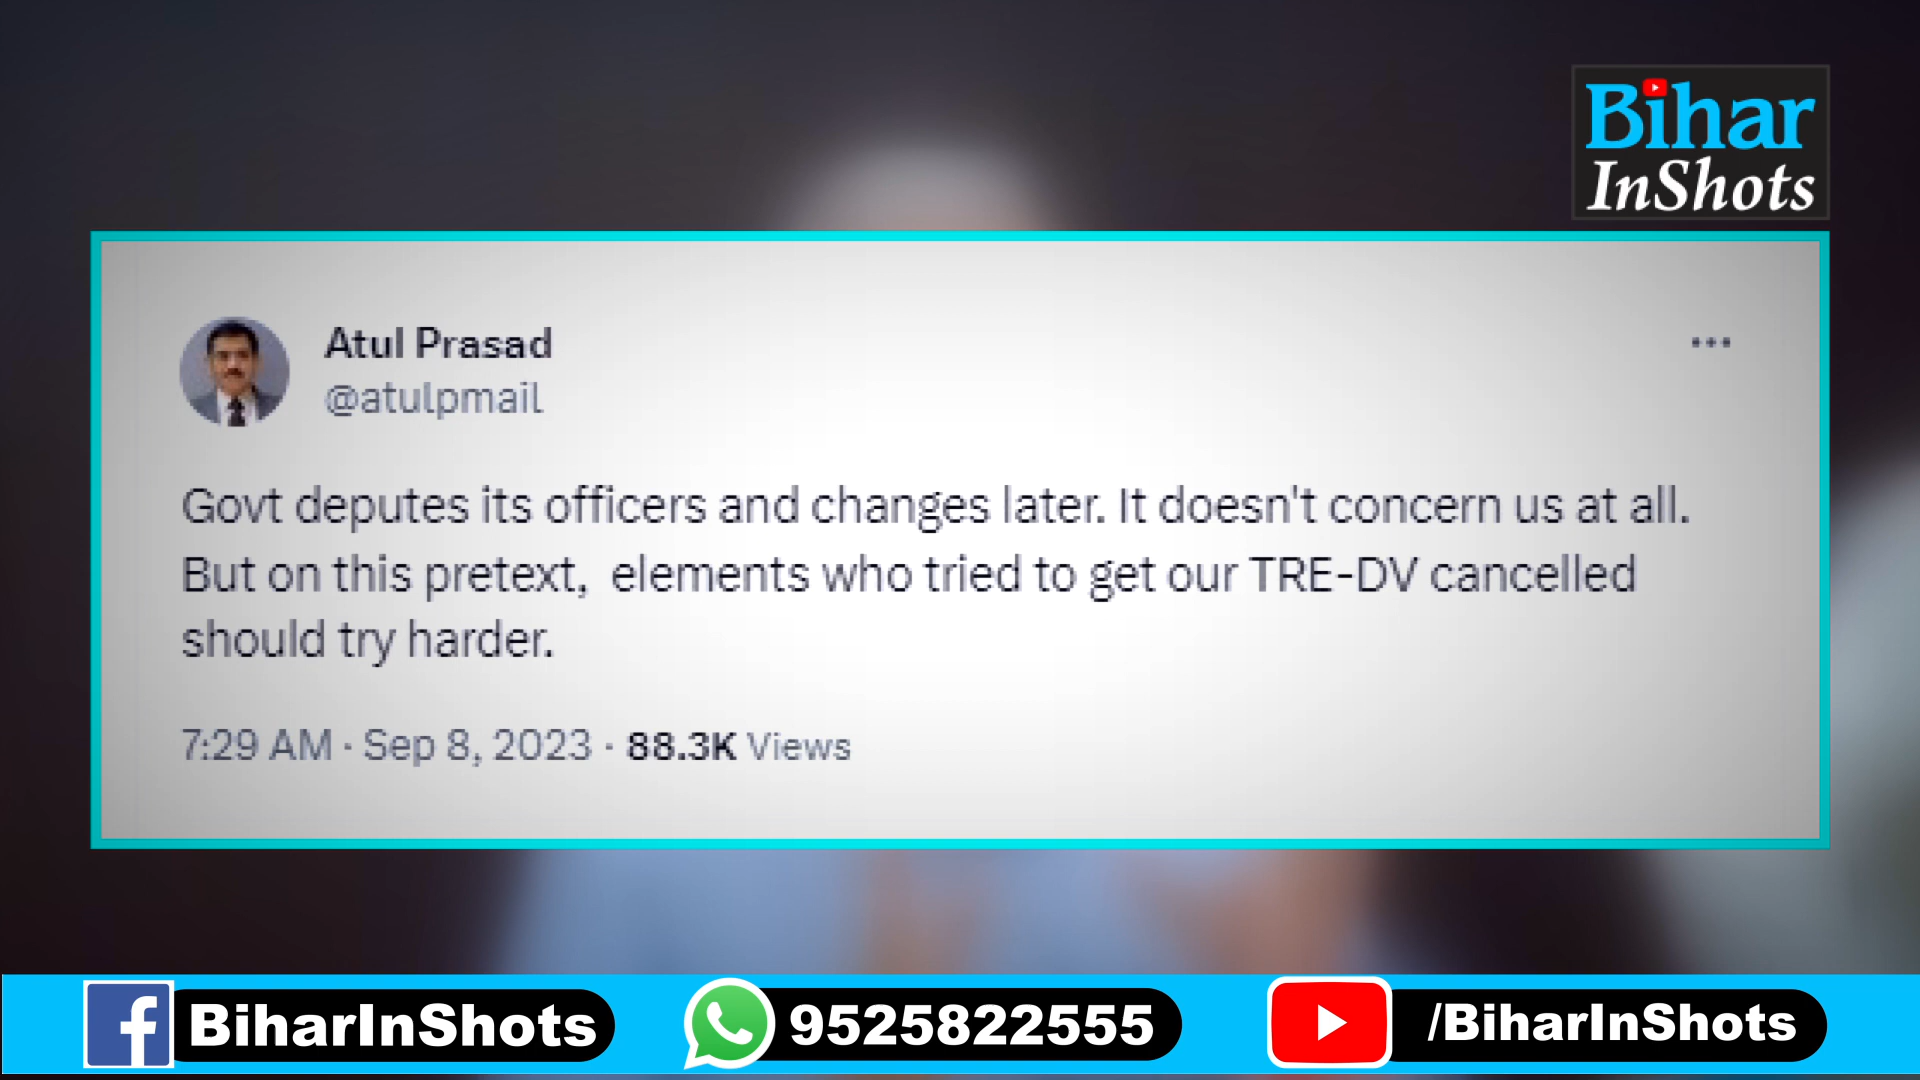 Bihar
InShots
Atul Prasad
@atulpmail
Govt deputes its officers and changes later. It doesn't concern us at all.
But on this pretext,  elements who tried to get our TRE-DV cancelled
should try harder.
7:29 AM · Sep 8, 2023 · 88.3K Views
BiharInShots
9525822555
/BiharInShots